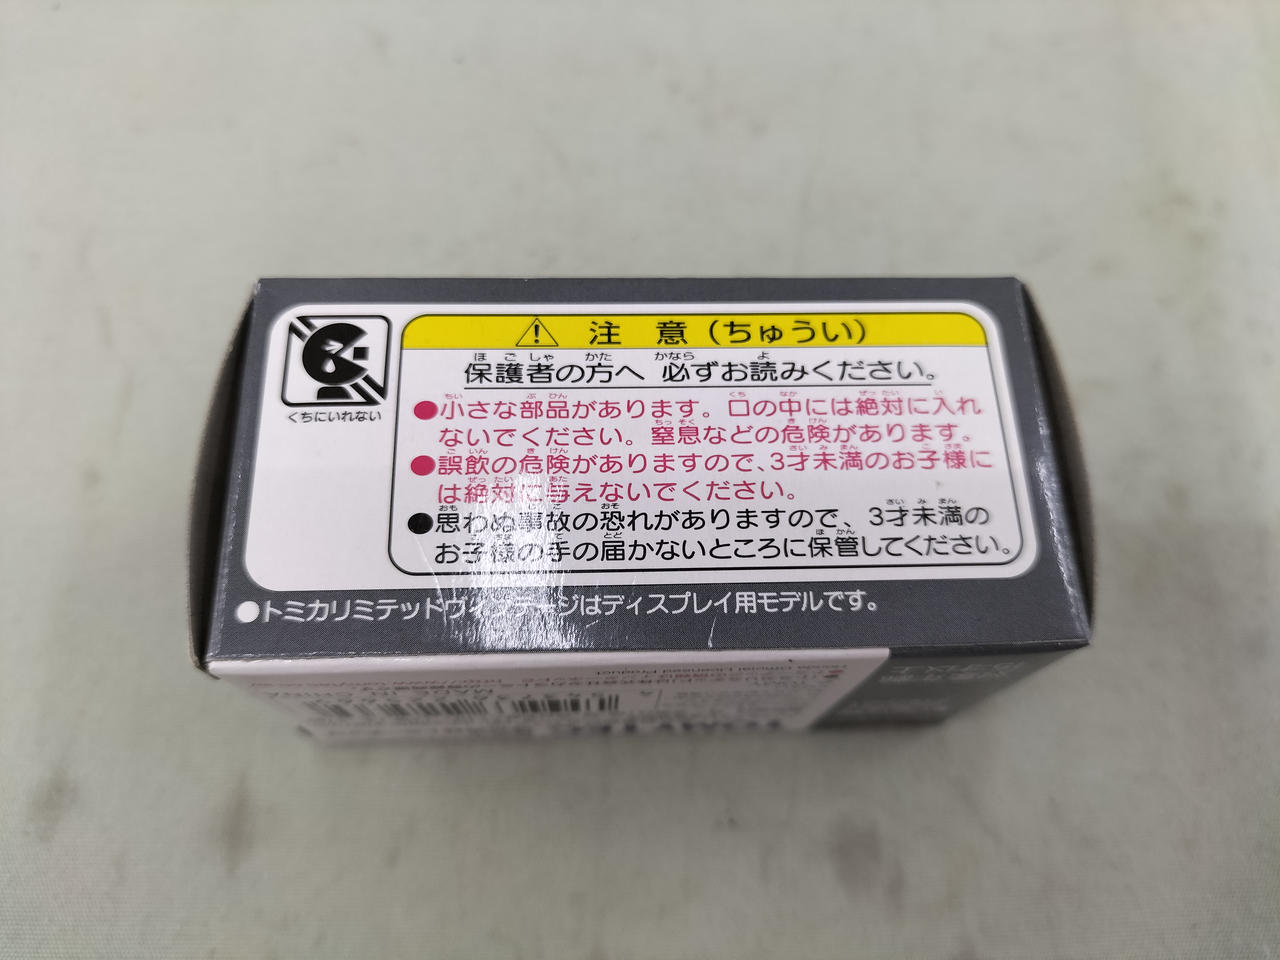 くちにいれない
注 意（ちゅうい）
保護者の方へ 必ずお読みください。
●小さな部品があります。口の中には絶対に入れ
ないでください。窒息などの危険があります。
●誤飲の危険がありますので、3才未満のお子様に
は絶対に与えないでください。
●思わぬ事故の恐れがありますので、3才未満の
お子様の手の届かないところに保管してください。
●トミカリミテッドヴィンテージはディスプレイ用モデルです。
Honda Official Licensed Product
MADE IN CHINA
TOMYTEC